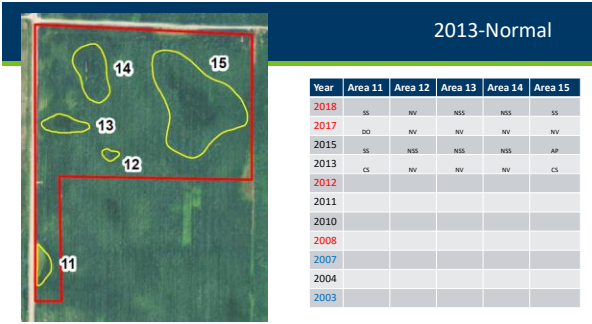 2013-Normal
14
15
13
12
11
Year Area 11 Area 12 Area 13 Area 14 Area 15
2018 SS NV NSS NSS SS
2017 DO NV NV NV NV
2015 SS NSS NSS NSS AP
2013 CS NV NV NV CS
2012
2011
2010
2008
2007
2004
2003